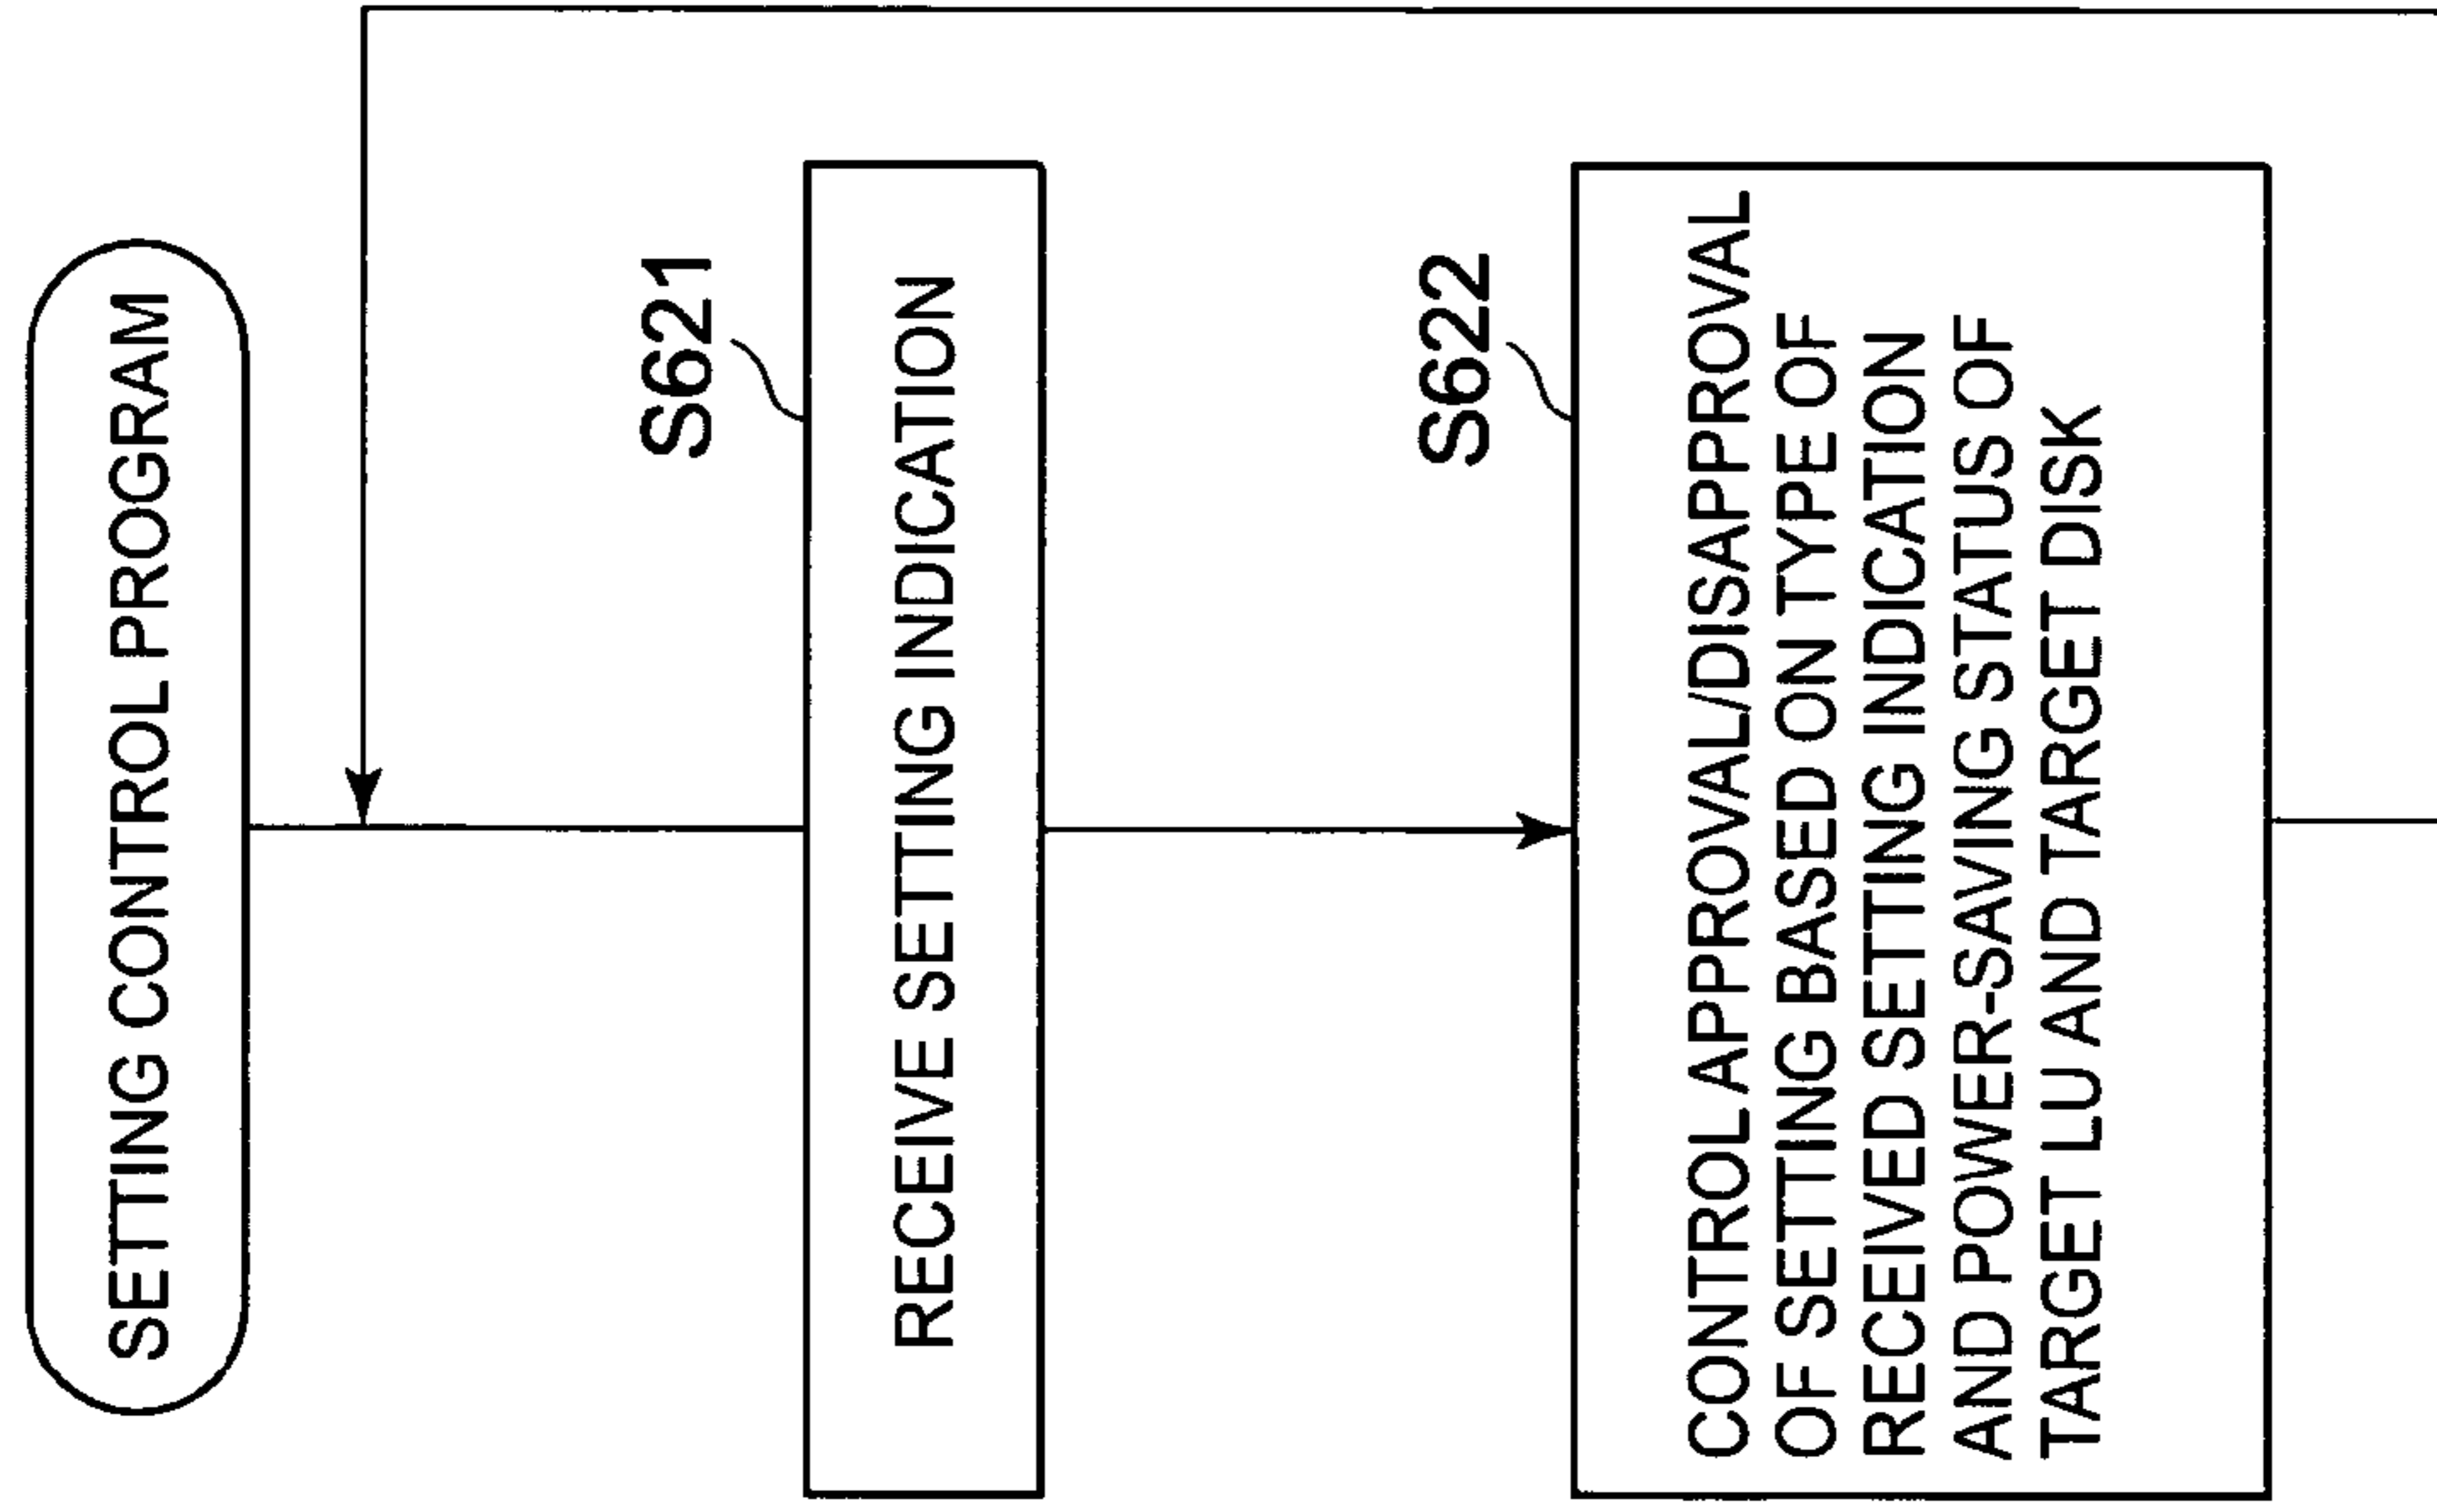 SETTING CONTROL PROGRAM
S621
RECEIVE SETTING INDICATION
S622
CONTROL APPROVAL/DISAPPROVAL
OF SETTING BASED ON TYPE OF
RECEIVED SETTING INDICATION
AND POWER-SAVING STATUS OF
TARGET LU AND TARGET DISK